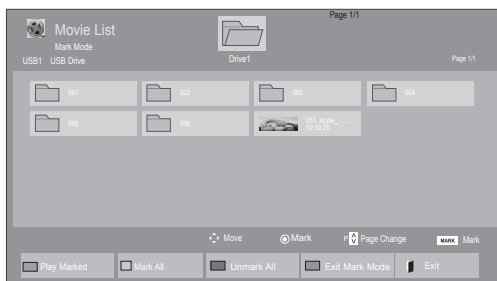 Page 1/1
Movie List
Mark Mode
USB1 USB Drive
Drive1
Page 1/1
001 002 003 004
005 006 051. Apple_ ......
02:30:25
Move Mark P Page Change MARK Mark
Play Marked Mark All Unmark All Exit Mark Mode Exit